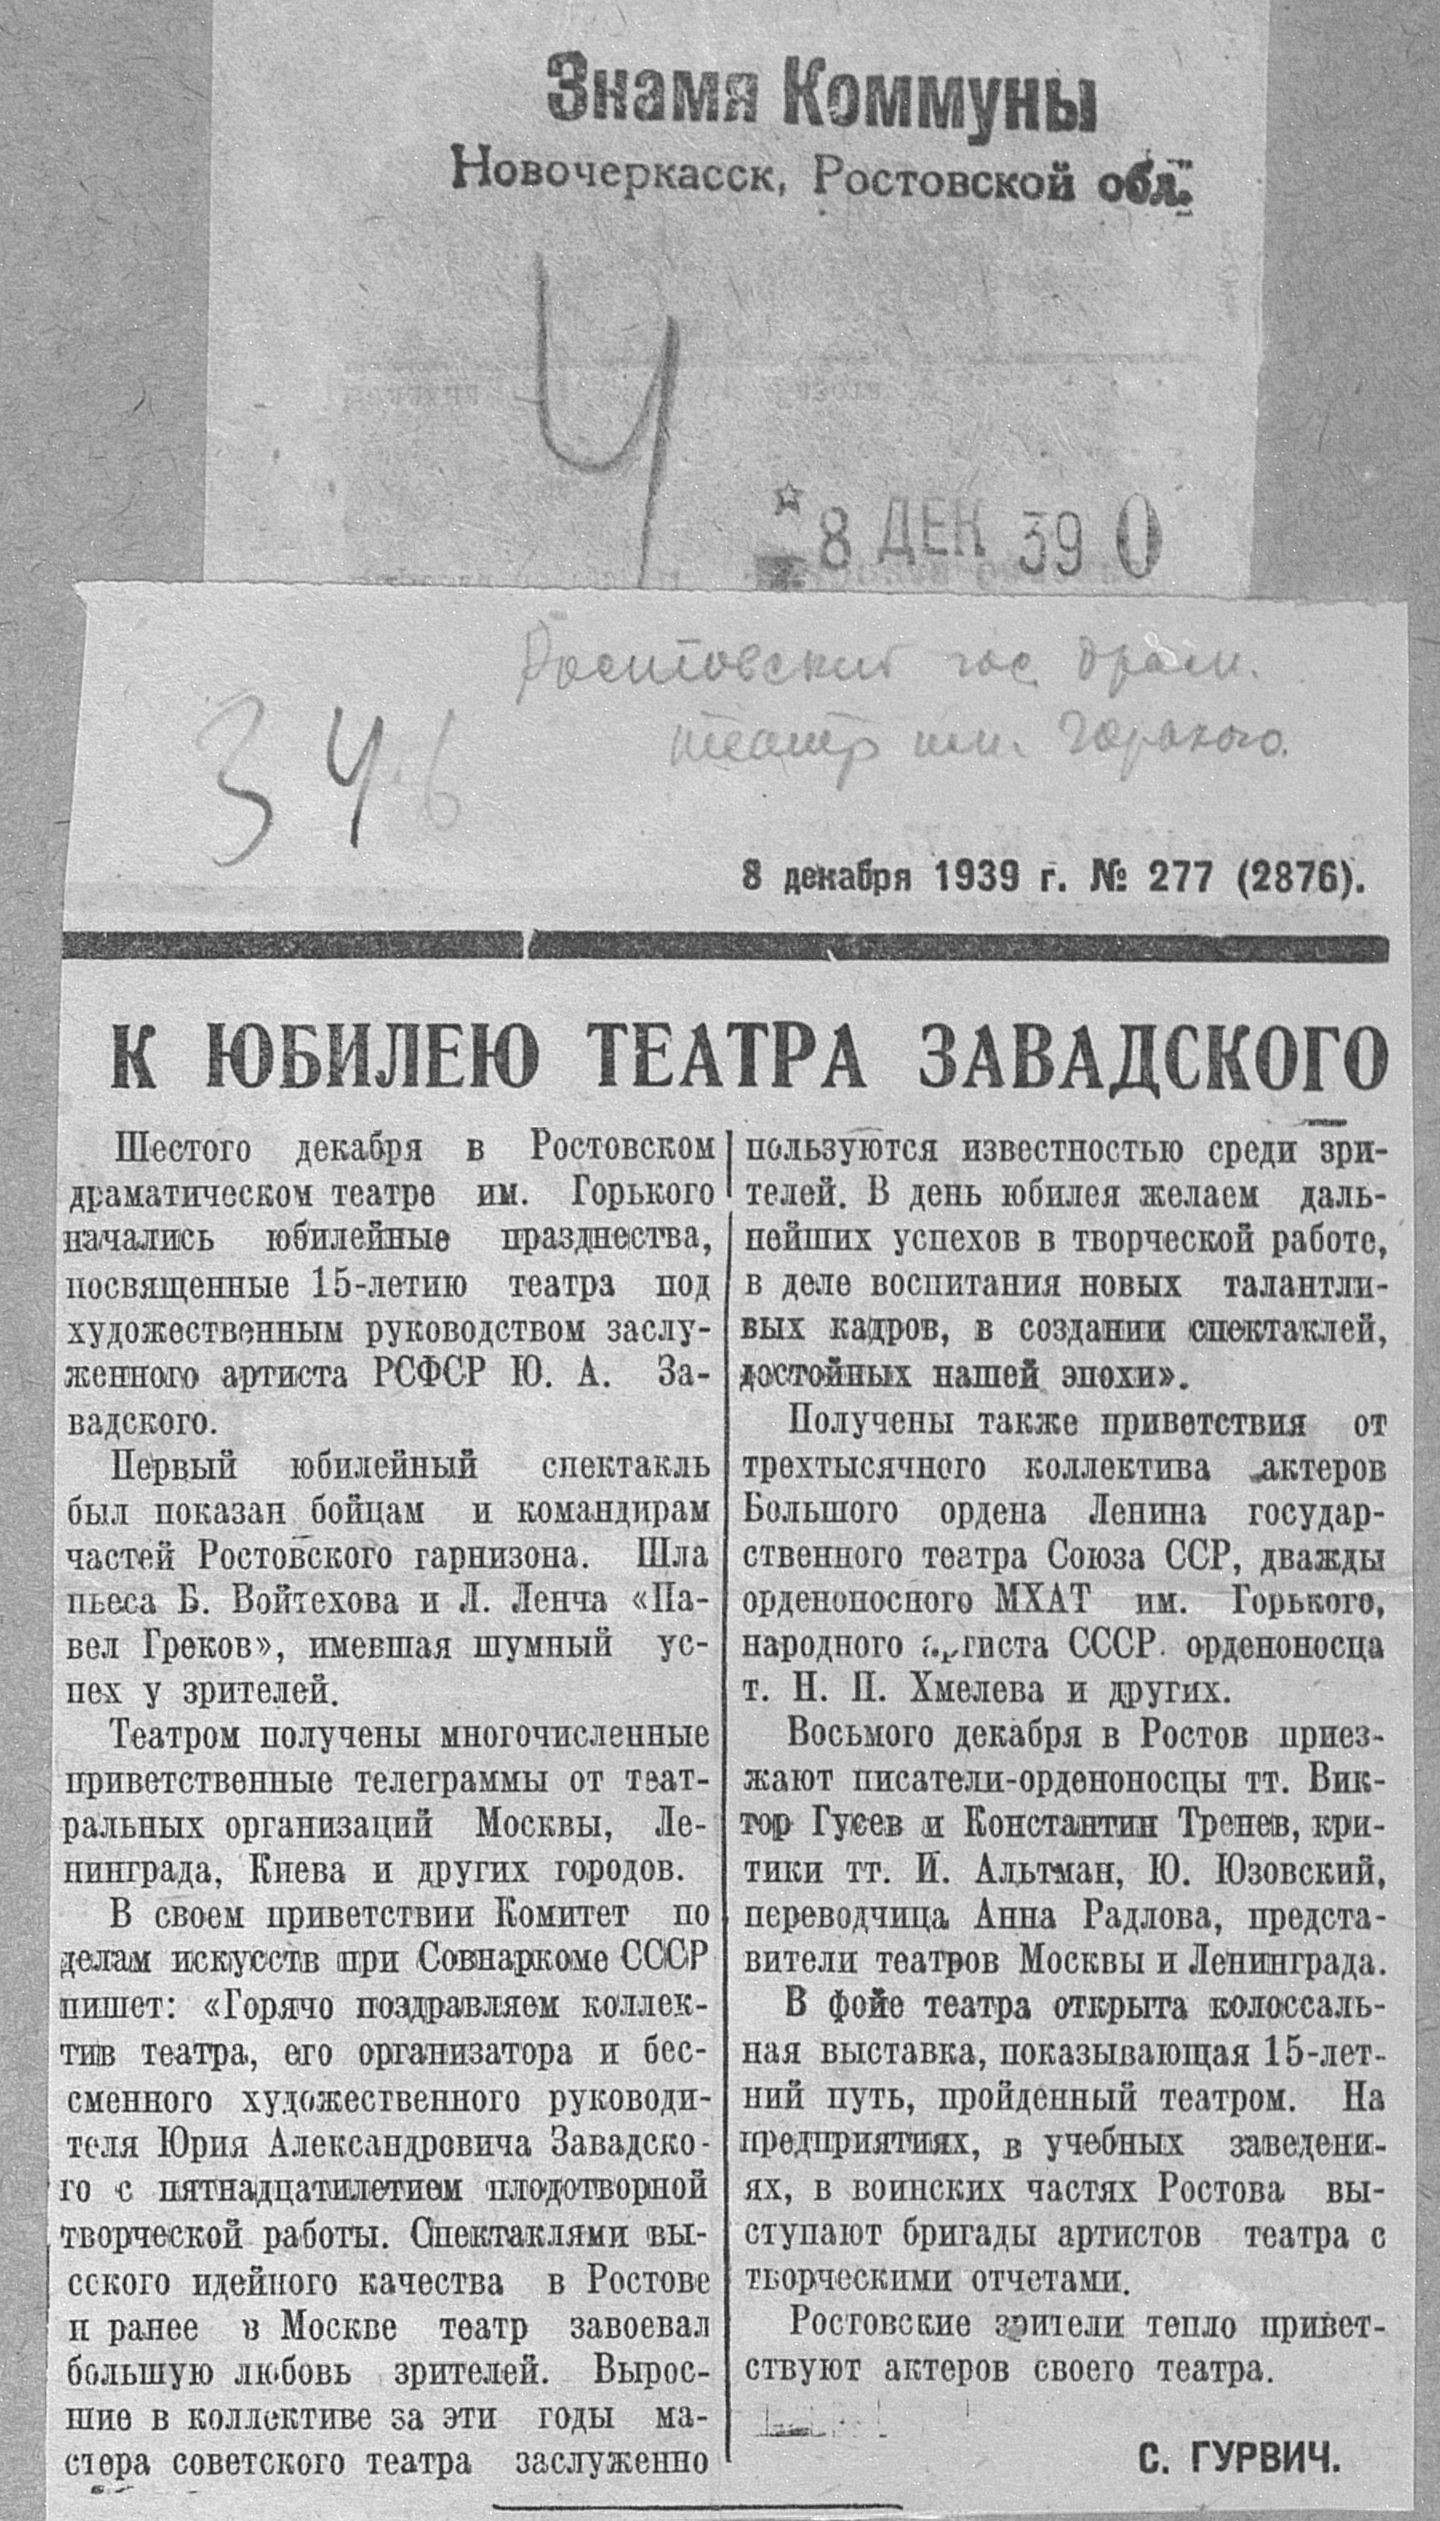 Знамя Коммуны
Новочеркасск, Ростовской обл.
Ч
8 ДЕК 39 0
Ростовский гос драм.
театр им. Горького.
346
8 декабря 1939 г. № 277 (2876).
К ЮБИЛЕЮ ТЕАТРА ЗАВАДСКОГО
Шестого декабря в Ростовском
драматическом театре им. Горького
начались юбилейные празднества,
посвященные 15-летию театра под
художественным руководством заслу-
женного артиста РСФСР Ю. А. За-
вадского.
Первый юбилейный спектакль
был показан бойцам и командирам
частей Ростовского гарнизона. Шла
пьеса Б. Войтехова и Л. Ленча «Па-
вел Греков», имевшая шумный ус-
пех у зрителей.
Театром получены многочисленные
приветственные телеграммы от теат-
ральных организаций Москвы, Ле-
нинграда, Киева и других городов.
В своем приветствии Комитет по
делам искусств при Совнаркоме СССР
пишет: «Горячо поздравляем коллек-
тив театра, его организатора и бес-
сменного художественного руководи-
теля Юрия Александровича Завадско-
го с пятнадцатилетием плодотворной
творческой работы. Спектаклями вы-
сокого идейного качества в Ростове
и ранее в Москве театр завоевал
большую любовь зрителей. Вырос-
шие в коллективе за эти годы ма-
стера советского театра заслуженно
пользуются известностью среди зри-
телей. В день юбилея желаем даль-
нейших успехов в творческой работе,
в деле воспитания новых талантли-
вых кадров, в создании спектаклей,
достойных нашей эпохи».
Получены также приветствия от
трехтысячного коллектива актеров
Большого ордена Ленина государ-
ственного театра Союза ССР, дважды
орденоносного МХАТ им. Горького,
народного артиста СССР орденоносца
т. Н. П. Хмелева и других.
Восьмого декабря в Ростов приез-
жают писатели-орденоносцы тт. Вик-
тор Гусев и Константин Тренев, кри-
тики тт. И. Альтман, Ю. Юзовский,
переводчица Анна Радлова, предста-
вители театров Москвы и Ленинграда.
В фойе театра открыта колоссаль-
ная выставка, показывающая 15-лет-
ний путь, пройденный театром. На
предприятиях, в учебных заведени-
ях, в воинских частях Ростова вы-
ступают бригады артистов театра с
творческими отчетами.
Ростовские зрители тепло привет-
ствуют актеров своего театра.
С. ГУРВИЧ.